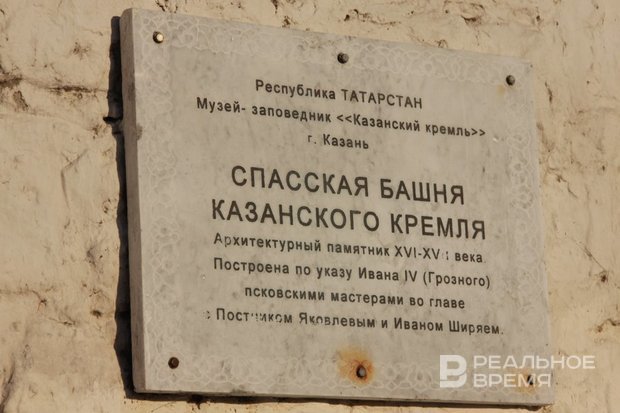 Республика ТАТАРСТАН
Музей- заповедник <<Казанский кремль>>
г. Казань
СПАССКАЯ БАШНЯ
КАЗАНСКОГО КРЕМЛЯ
Архитектурный памятник века.
Построена по указу Ивана IV (Грозного)
псковскими мастерами во главе
с Постником Яковлевым и Иваном Ширяем.
РЕАЛЬНОЕ
ВРЕМЯ